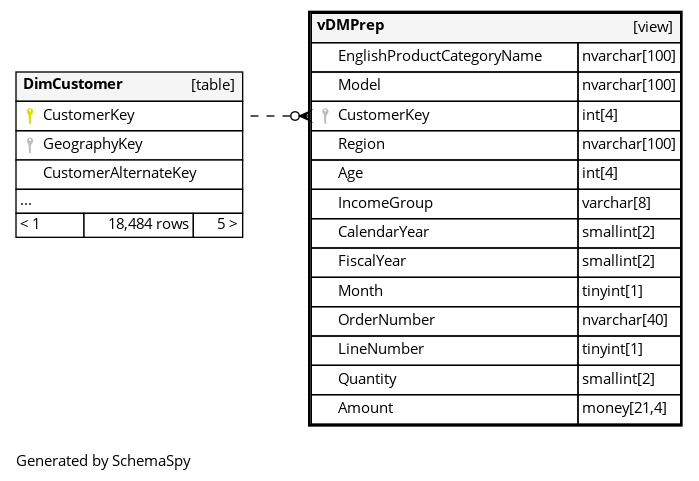 DimCustomer [table]
CustomerKey
GeographyKey
CustomerAlternateKey
...
< 1 18,484 rows 5 >
vDMPrep [view]
EnglishProductCategoryName nvarchar[100]
Model nvarchar[100]
CustomerKey int[4]
Region nvarchar[100]
Age int[4]
IncomeGroup varchar[8]
CalendarYear smallint[2]
FiscalYear smallint[2]
Month tinyint[1]
OrderNumber nvarchar[40]
LineNumber tinyint[1]
Quantity smallint[2]
Amount money[21,4]
Generated by SchemaSpy